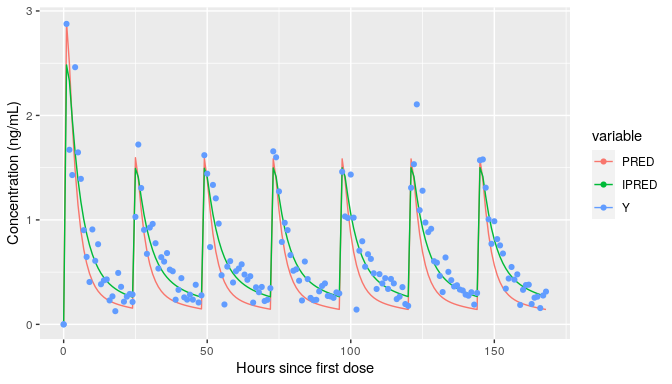 3
2
1
0
Concentration (ng/mL)
0
50
100
150
Hours since first dose
variable
PRED
IPRED
Y